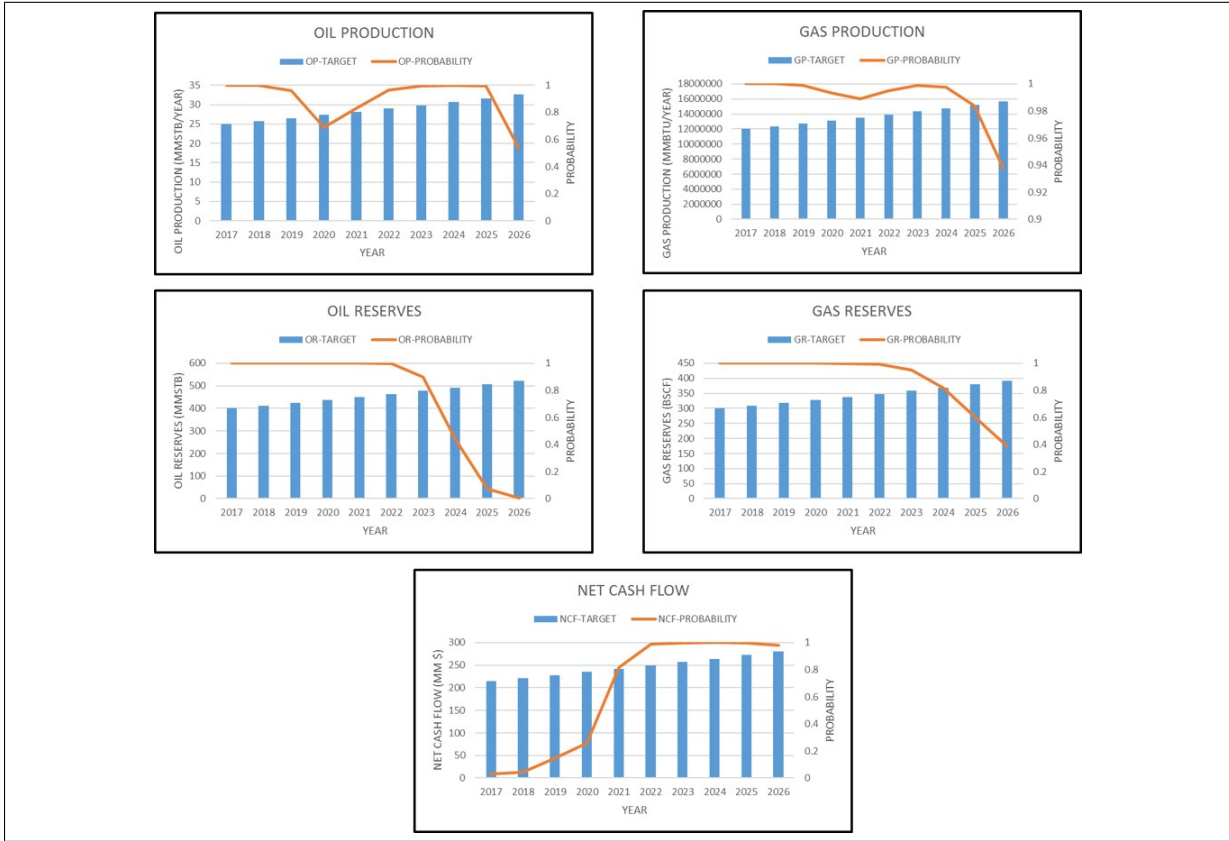 OIL PRODUCTION
OP-TARGET OP-PROBABILITY
OIL PRODUCTION (MMSTB/YEAR)
35
30
25
20
15
10
5
0
1
0.8
0.6
0.4
0.2
0
PROBABILITY
2017 2018 2019 2020 2021 2022 2023 2024 2025 2026
YEAR
GAS PRODUCTION
GP-TARGET GP-PROBABILITY
GAS PRODUCTION (MMBTU/YEAR)
18000000
16000000
14000000
12000000
10000000
8000000
6000000
4000000
2000000
0
1
0.98
0.96
0.94
0.92
0.9
PROBABILITY
2017 2018 2019 2020 2021 2022 2023 2024 2025 2026
YEAR
OIL RESERVES
OR-TARGET OR-PROBABILITY
OIL RESERVES (MMSTB)
600
500
400
300
200
100
0
1
0.8
0.6
0.4
0.2
0
PROBABILITY
2017 2018 2019 2020 2021 2022 2023 2024 2025 2026
YEAR
GAS RESERVES
GR-TARGET GR-PROBABILITY
GAS RESERVES (BSCF)
450
400
350
300
250
200
150
100
50
0
1
0.8
0.6
0.4
0.2
0
PROBABILITY
2017 2018 2019 2020 2021 2022 2023 2024 2025 2026
YEAR
NET CASH FLOW
NCF-TARGET NCF-PROBABILITY
NET CASH FLOW (MM $)
300
250
200
150
100
50
0
1
0.8
0.6
0.4
0.2
0
PROBABILITY
2017 2018 2019 2020 2021 2022 2023 2024 2025 2026
YEAR